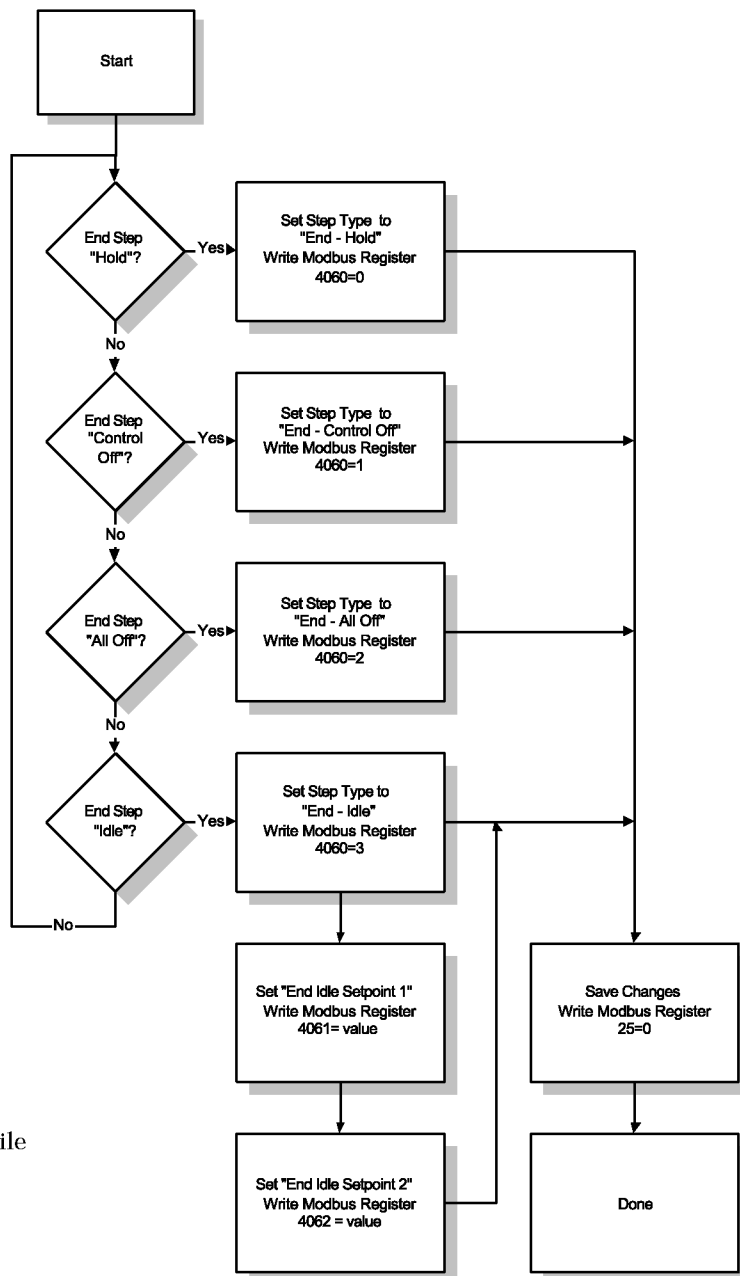 Start
End Step
"Hold"?
Yes
Set Step Type to
"End - Hold"
Write Modbus Register
4060=0
No
End Step
"Control
Off"?
Yes
Set Step Type to
"End - Control Off"
Write Modbus Register
4060=1
No
End Step
"All Off"?
Yes
Set Step Type to
"End - All Off"
Write Modbus Register
4060=2
No
End Step
"Idle"?
Yes
Set Step Type to
"End - Idle"
Write Modbus Register
4060=3
No
Set "End Idle Setpoint 1"
Write Modbus Register
4061= value
Save Changes
Write Modbus Register
25=0
ile
Set "End Idle Setpoint 2"
Write Modbus Register
4062 = value
Done